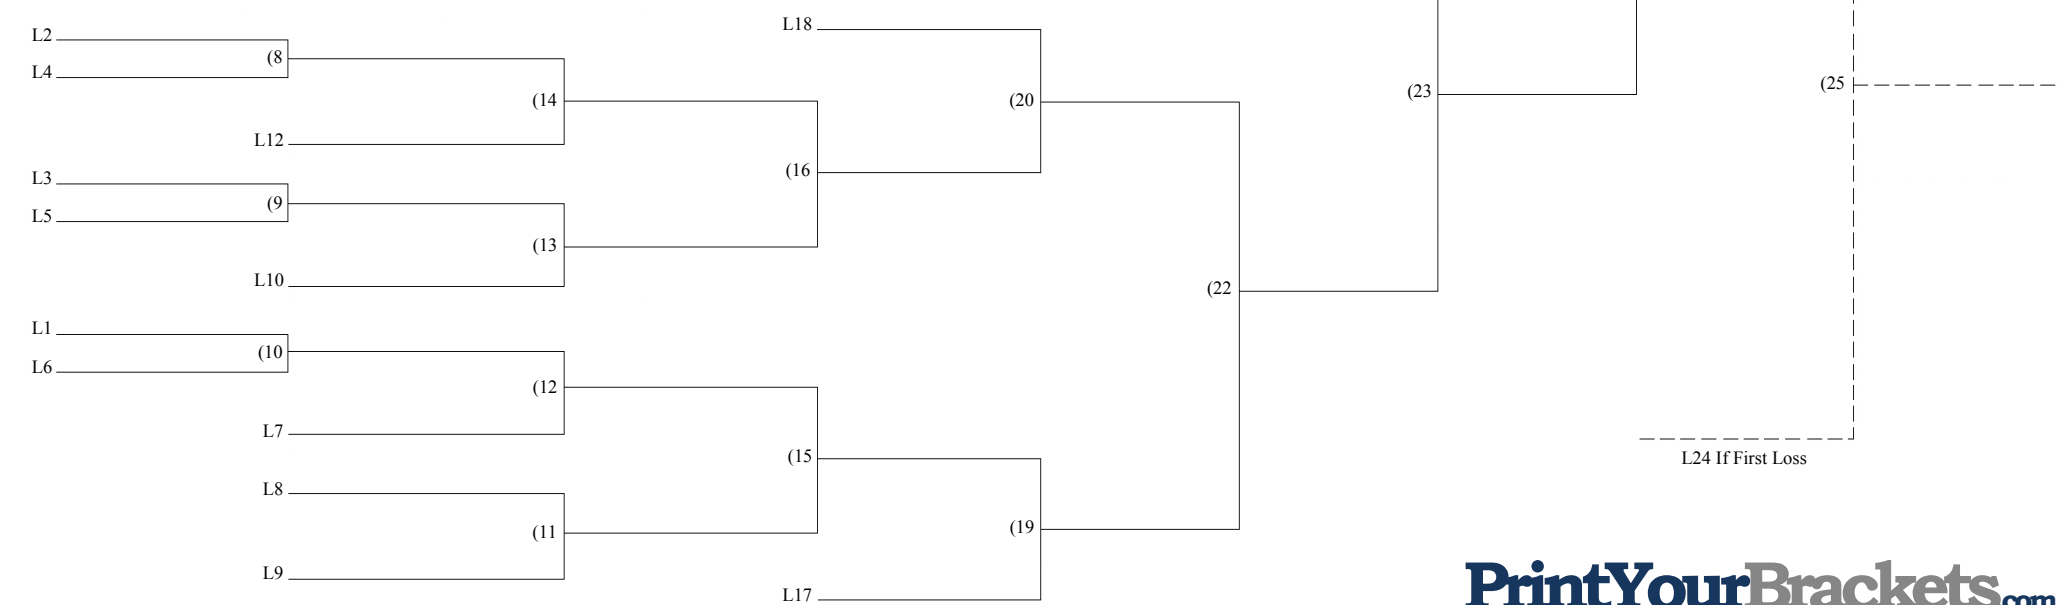 L2
L4
(8
L12
(14
L3
L5
(9
L10
(13
L18
(16
(20
L1
L6
(10
L7
(12
L8
L9
(11
(15
L17
(19
(22
(23
(25
L24 If First Loss
PrintYourBrackets.com